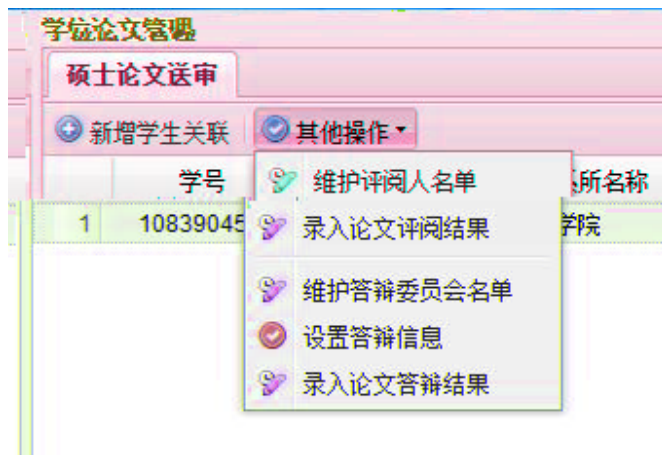 学位论文管理
硕士论文送审
新增学生关联 其他操作
学号 所名称
1 10839045 学院
维护评阅人名单
录入论文评阅结果
维护答辩委员会名单
设置答辩信息
录入论文答辩结果